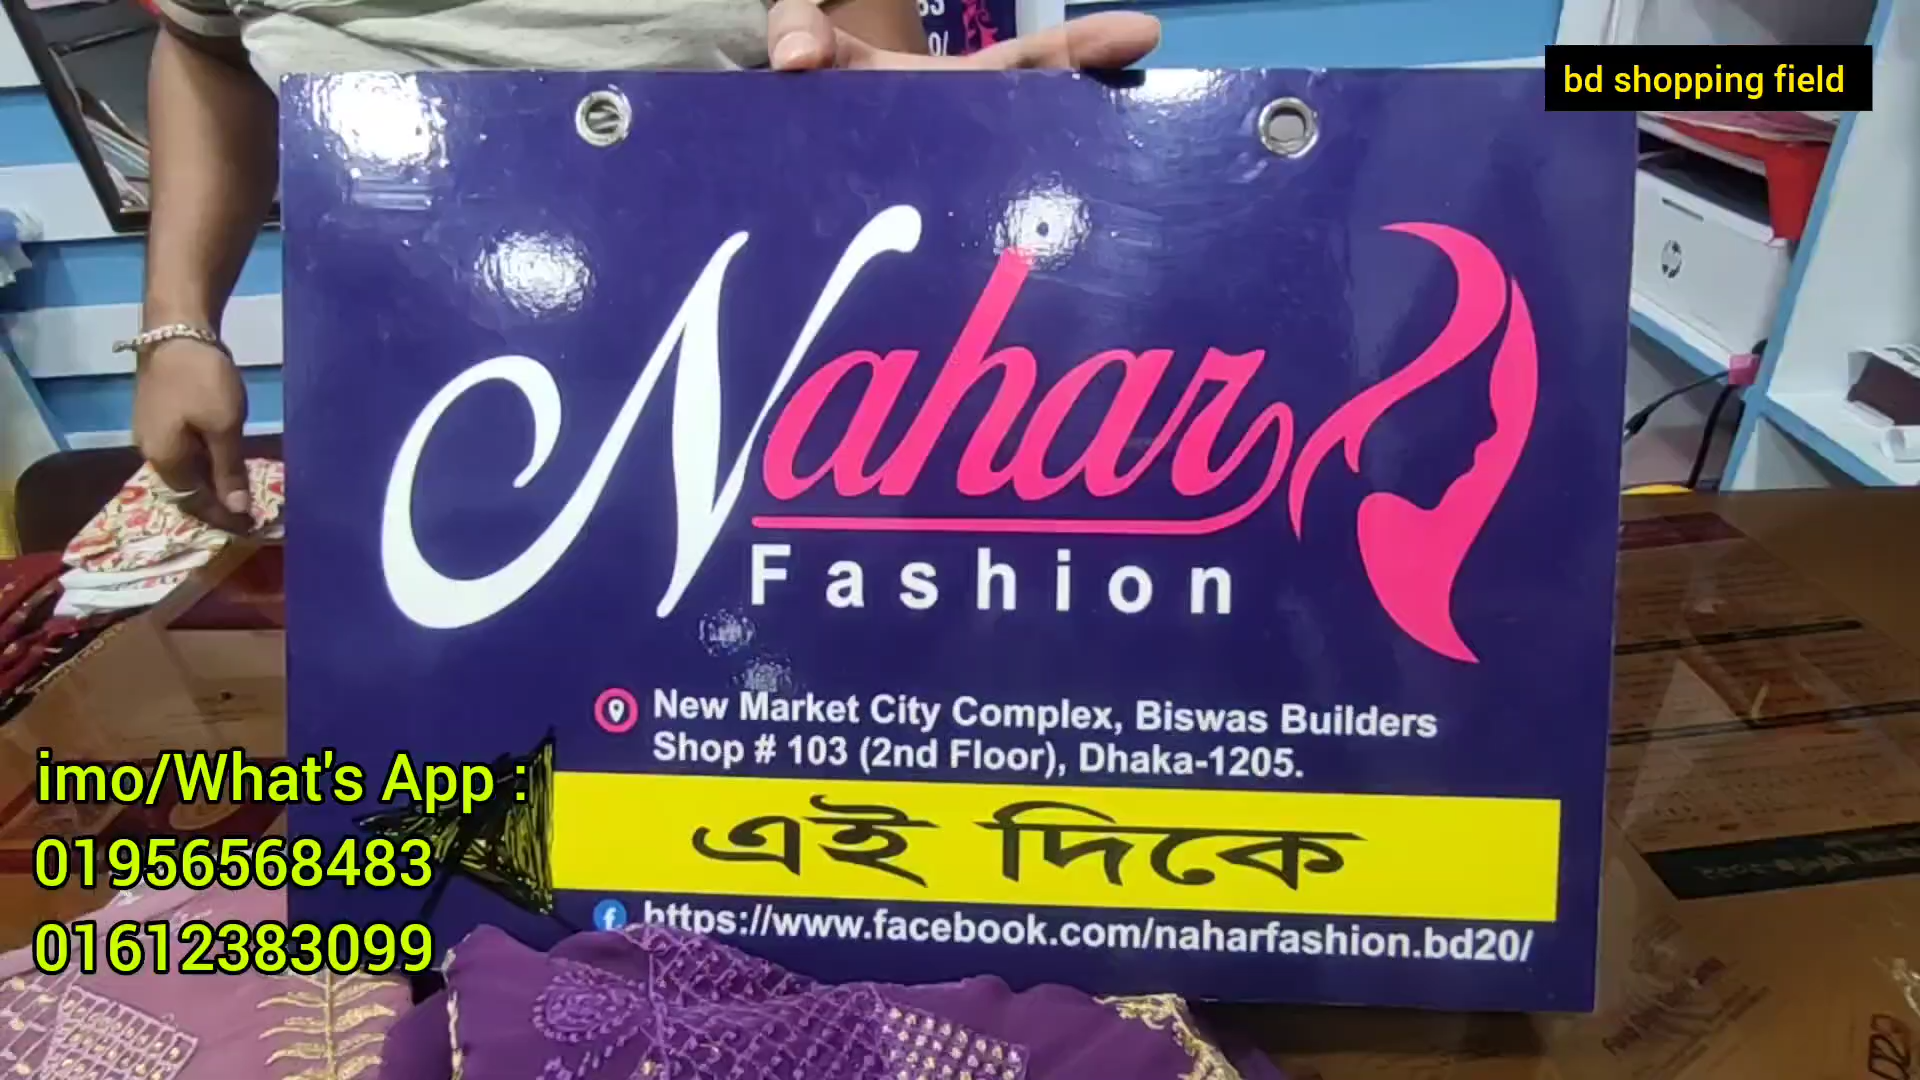 bd shopping field
Nahar
Fashion
New Market City Complex, Biswas Builders
Shop # 103 (2nd Floor), Dhaka-1205.
এই দিকে
https://www.facebook.com/naharfashion.bd20/
imo/What's App :
01956568483
01612383099